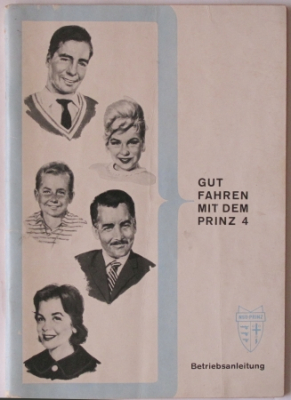 GUT
FAHREN
MIT DEM
PRINZ 4
Betriebsanleitung